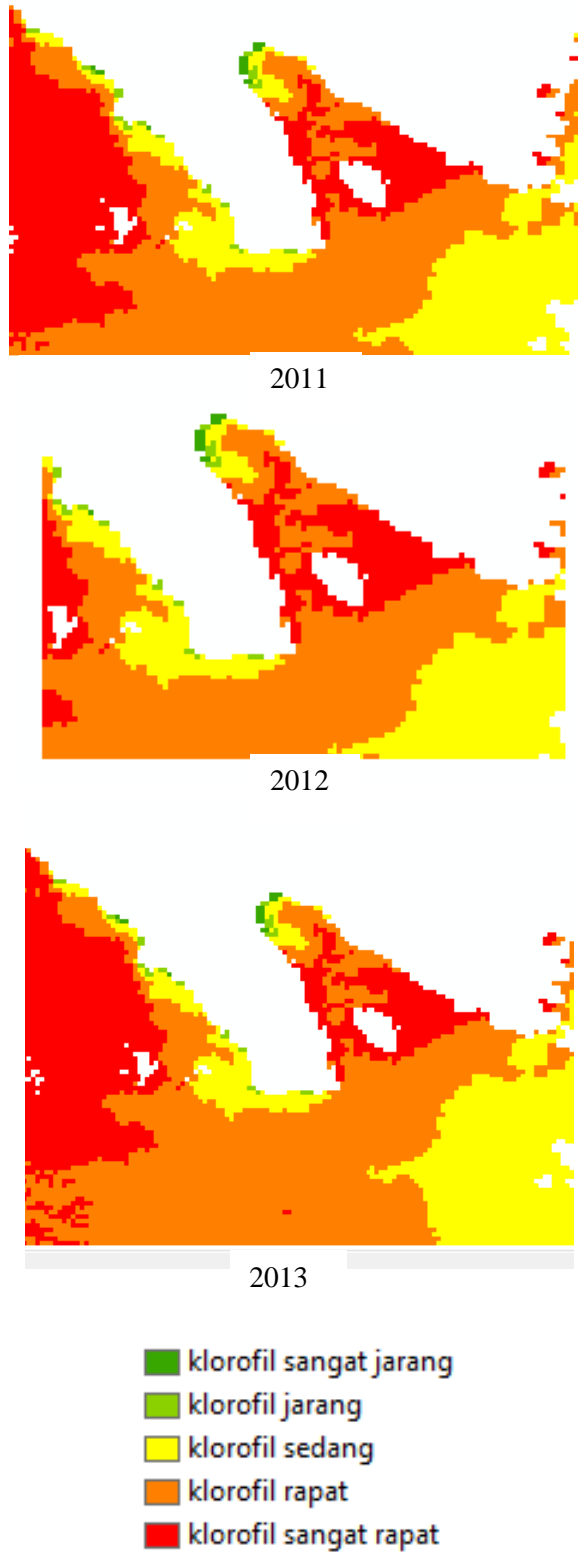 2011
2012
2013
klorofil sangat jarang
klorofil jarang
klorofil sedang
klorofil rapat
klorofil sangat rapat